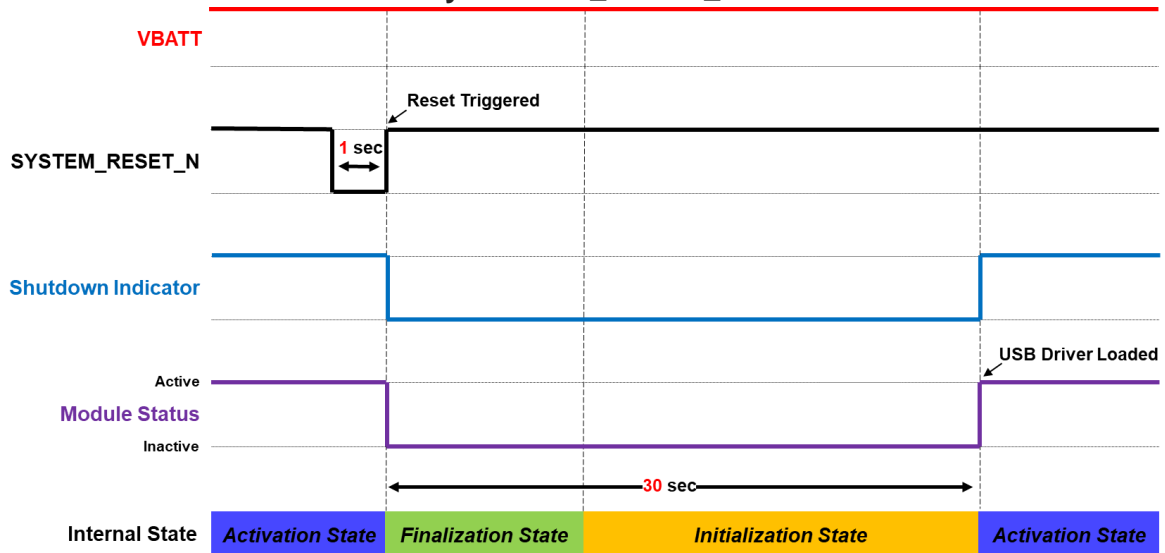 VBATT
Reset Triggered
1 sec
SYSTEM_RESET_N
Shutdown Indicator
USB Driver Loaded
Active
Module Status
Inactive
30 sec
Internal State
Activation State
Finalization State
Initialization State
Activation State